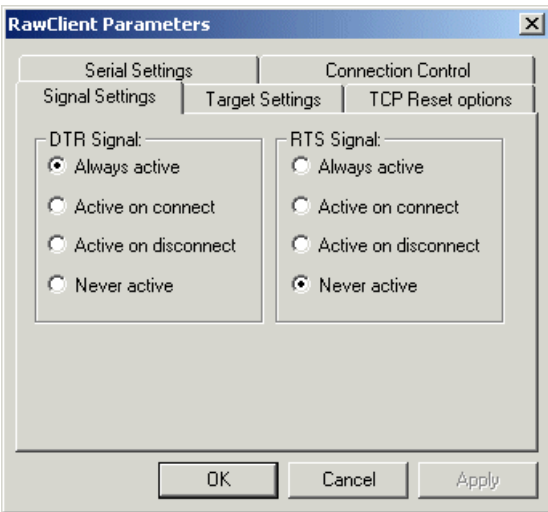 RawClient Parameters
Serial Settings Connection Control
Signal Settings Target Settings TCP Reset options
DTR Signal: RTS Signal:
Always active Always active
Active on connect Active on connect
Active on disconnect Active on disconnect
Never active Never active
OK Cancel Apply